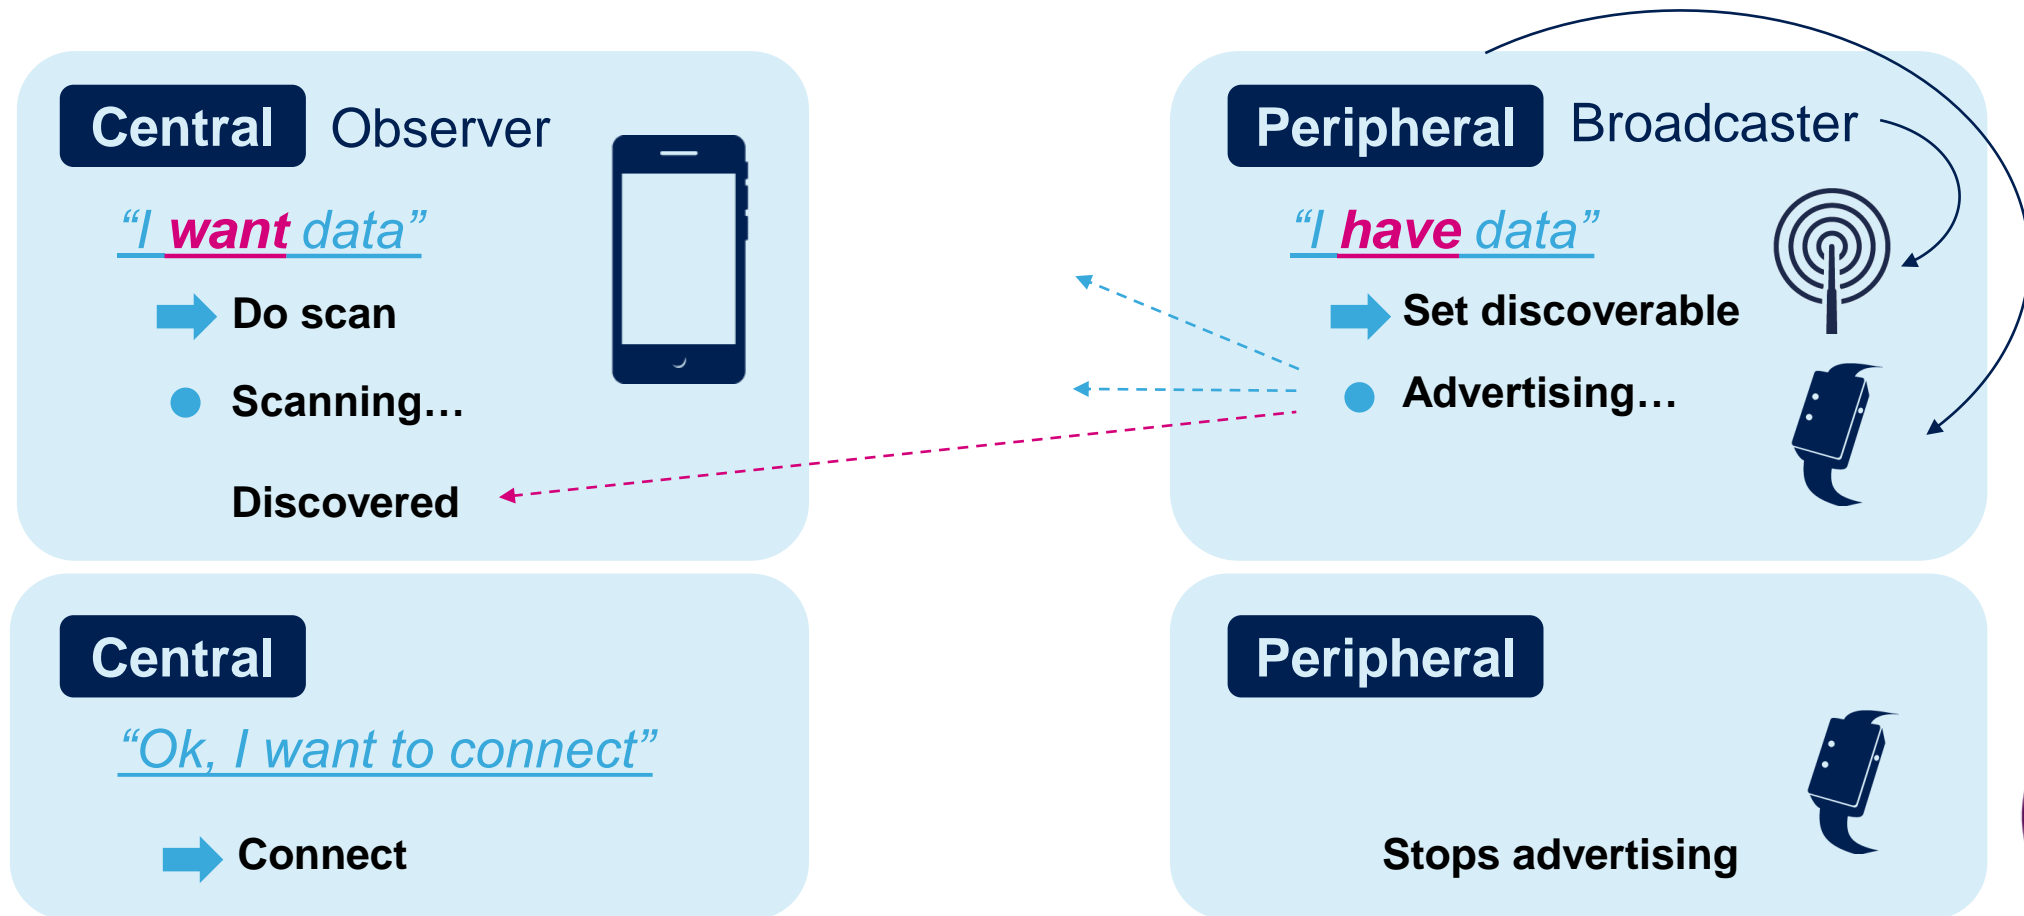 Central Observer
“I want data”
Do scan
Scanning…
Discovered
Peripheral Broadcaster
“I have data”
Set discoverable
Advertising…
Central
“Ok, I want to connect”
Connect
Peripheral
Stops advertising